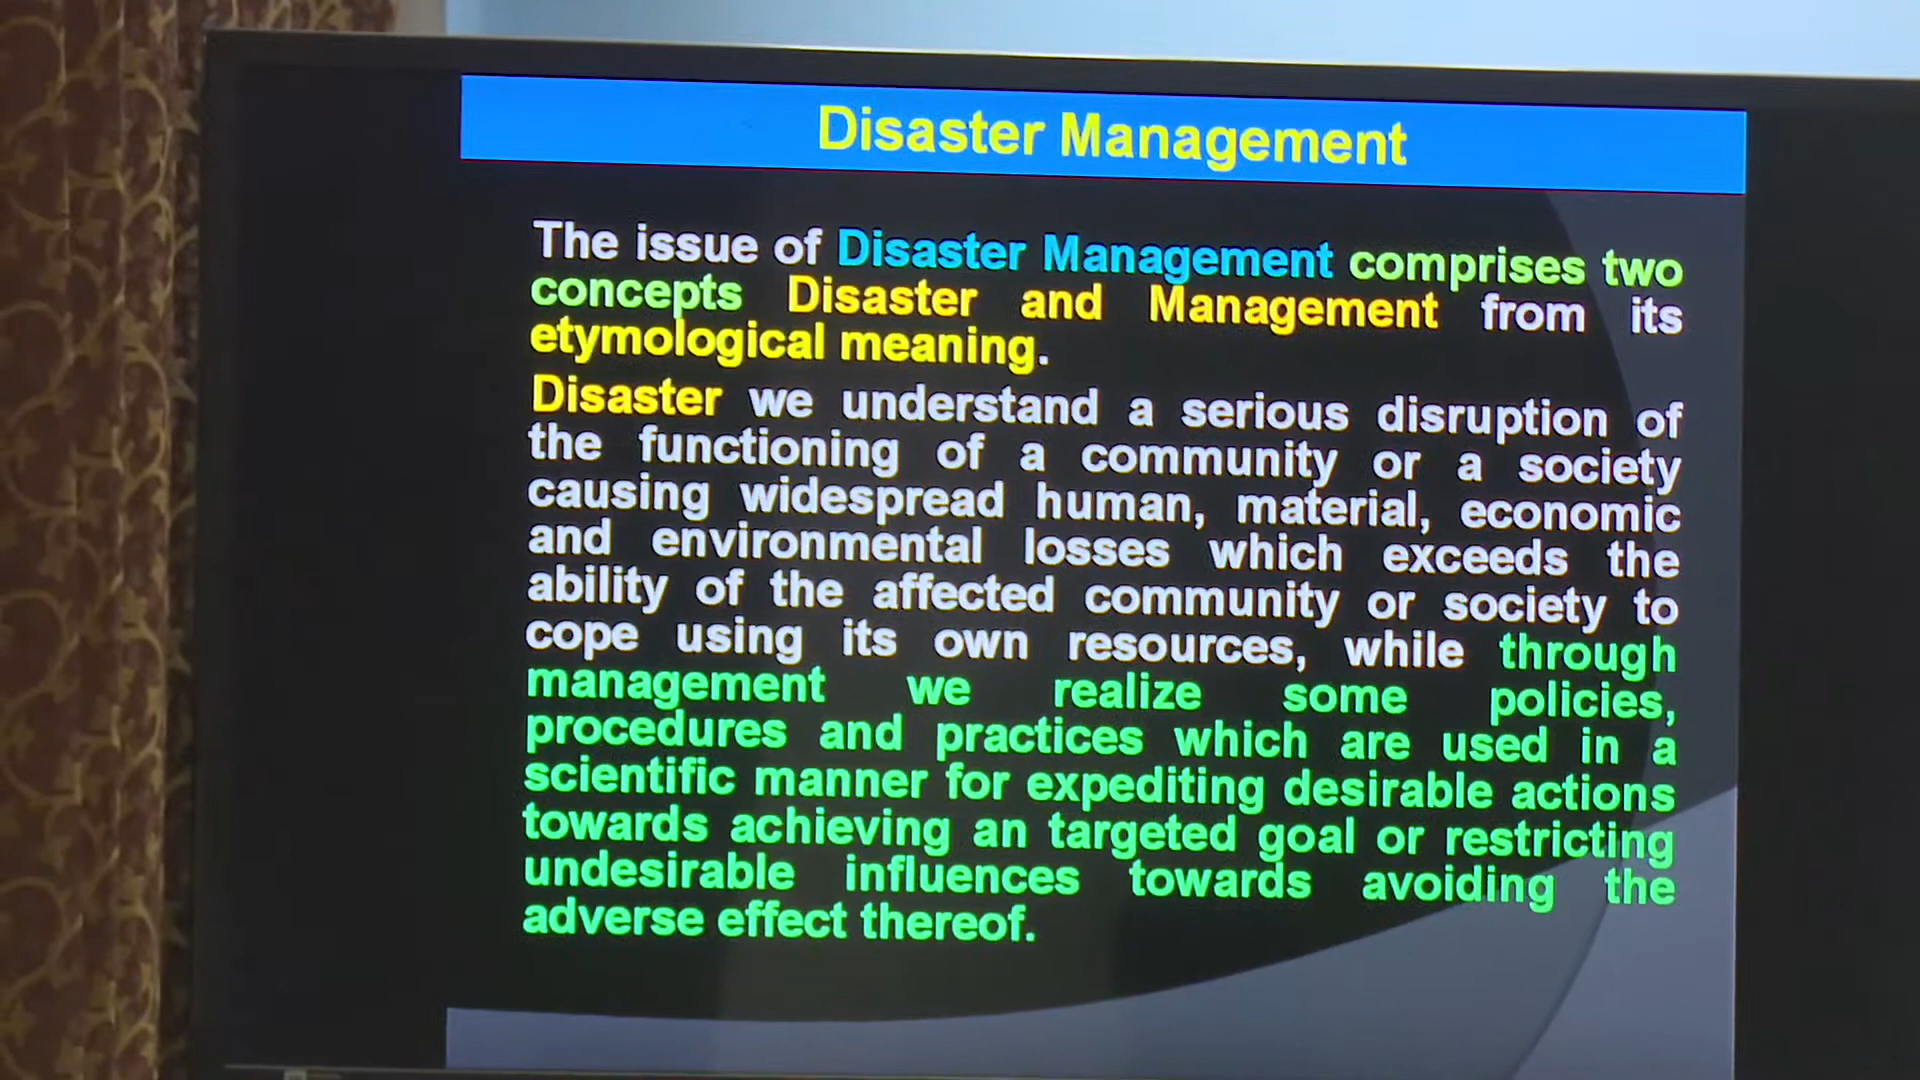 Disaster Management
The issue of Disaster Management comprises two
concepts Disaster and Management from its
etymological meaning.
Disaster we understand a serious disruption of
the functioning of a community or a society
causing widespread human, material, economic
and environmental losses which exceeds the
ability of the affected community or society to
cope using its own resources, while through
management we realize some policies,
procedures and practices which are used in a
scientific manner for expediting desirable actions
towards achieving an targeted goal or restricting
undesirable influences towards avoiding the
adverse effect thereof.